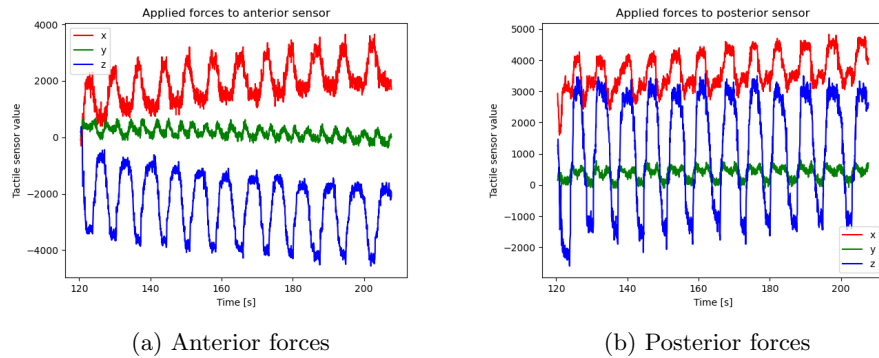 Applied forces to anterior sensor
4000
2000
0
−2000
−4000
Tactile sensor value
x
y
z
120
140
160
180
200
Time [s]
(a) Anterior forces
Applied forces to posterior sensor
5000
4000
3000
2000
1000
0
−1000
−2000
Tactile sensor value
x
y
z
120
140
160
180
200
Time [s]
(b) Posterior forces